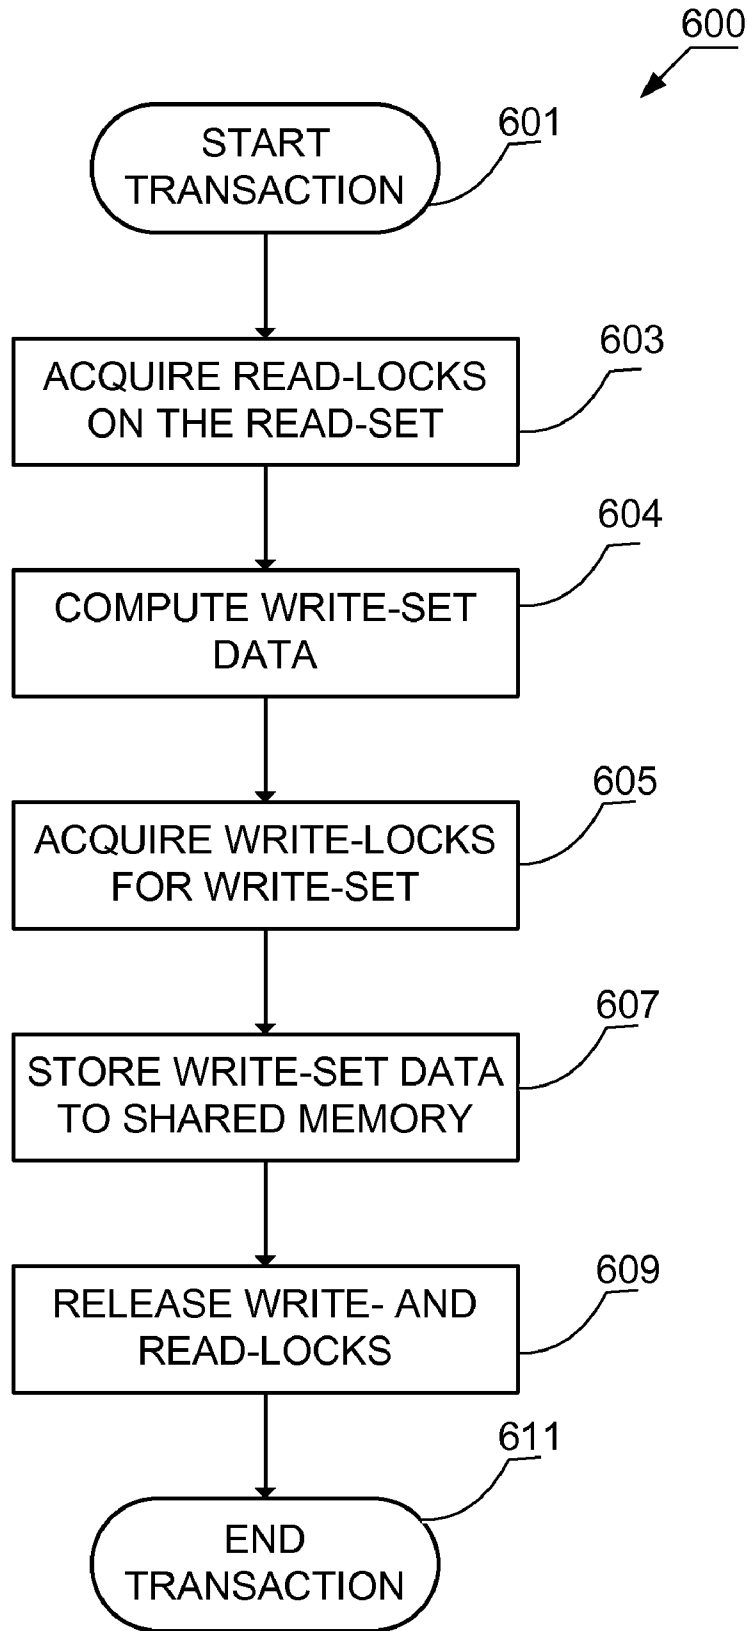 600
START
TRANSACTION
601
ACQUIRE READ-LOCKS
ON THE READ-SET
603
COMPUTE WRITE-SET
DATA
604
ACQUIRE WRITE-LOCKS
FOR WRITE-SET
605
STORE WRITE-SET DATA
TO SHARED MEMORY
607
RELEASE WRITE- AND
READ-LOCKS
609
END
TRANSACTION
611